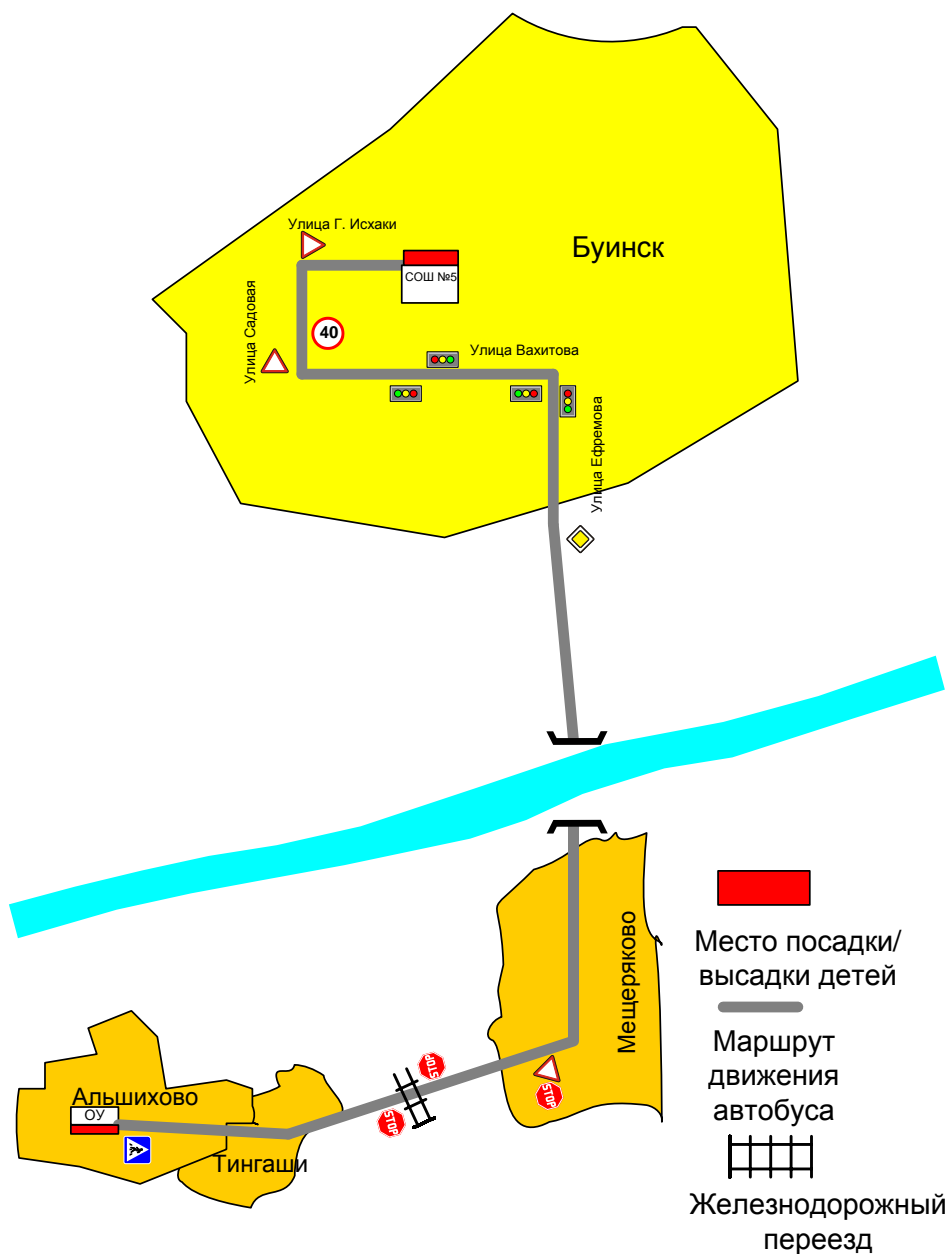 Улица Г. Исхаки
Буинск
СОШ №5
Улица Садовая
40
Улица Вахитова
Улица Ефремова
Место посадки/
высадки детей
Мещеряково
Маршрут
движения
автобуса
STOP
STOP
STOP
Альшихово
ОУ
Тингаши
Железнодорожный
переезд